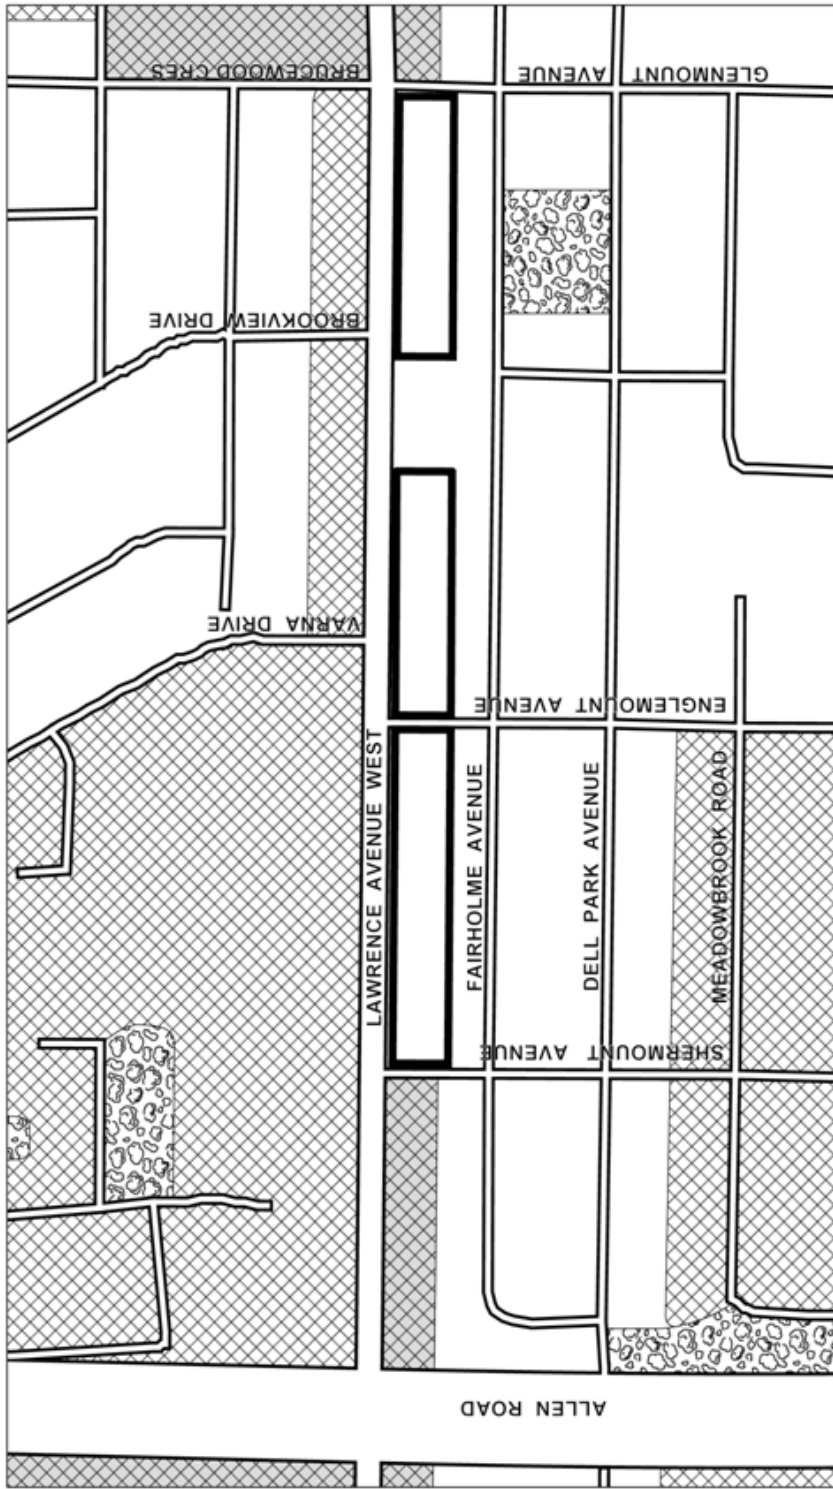 BRUCEWOOD CRES
GLENMOUNT AVENUE
BROOKVIEW DRIVE
VARNA DRIVE
ENGLEMOUNT AVENUE
LAWRENCE AVENUE WEST
FAIRHOLME AVENUE
DELL PARK AVENUE
MEADOWBROOK ROAD
SHERMOUNT AVENUE
ALLEN ROAD